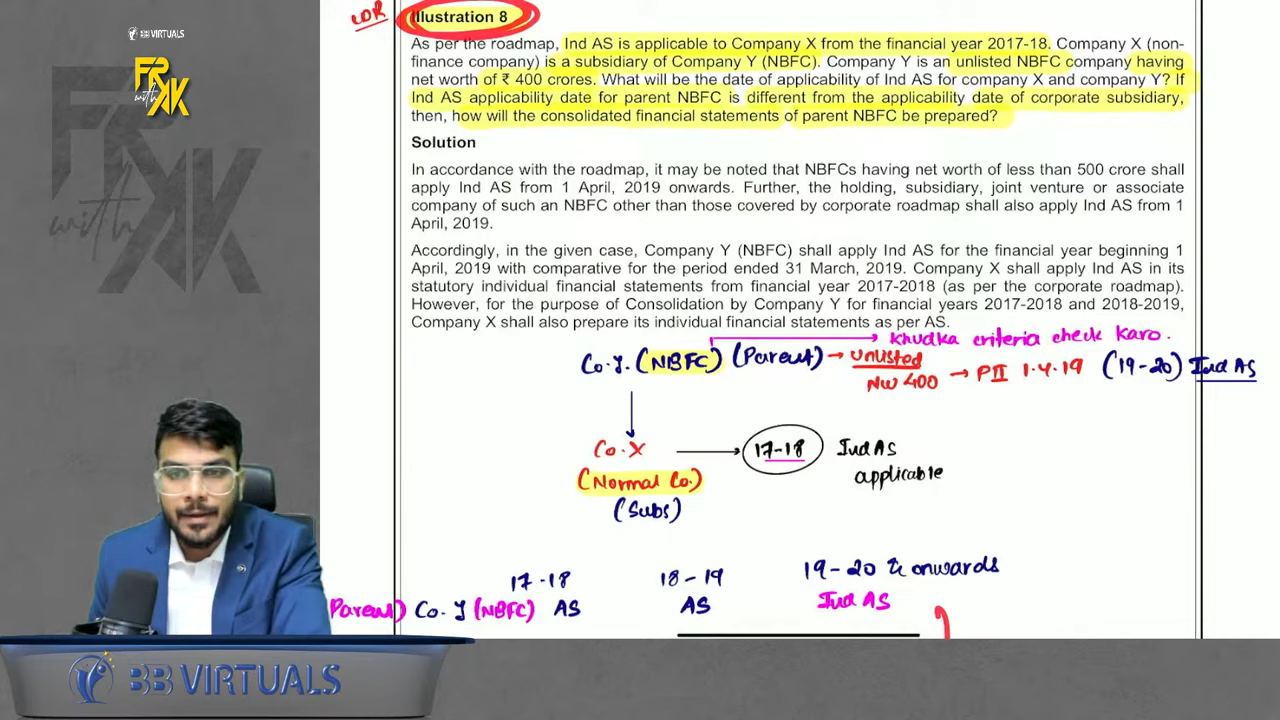 LDR
Illustration 8
BB VIRTUALS
FR
with
AK
As per the roadmap, Ind AS is applicable to Company X from the financial year 2017-18. Company X (non-
finance company) is a subsidiary of Company Y (NBFC). Company Y is an unlisted NBFC company having
net worth of ₹ 400 crores. What will be the date of applicability of Ind AS for company X and company Y? If
Ind AS applicability date for parent NBFC is different from the applicability date of corporate subsidiary,
then, how will the consolidated financial statements of parent NBFC be prepared?
Solution
In accordance with the roadmap, it may be noted that NBFCs having net worth of less than 500 crore shall
apply Ind AS from 1 April, 2019 onwards. Further, the holding, subsidiary, joint venture or associate
company of such an NBFC other than those covered by corporate roadmap shall also apply Ind AS from 1
April, 2019.
Accordingly, in the given case, Company Y (NBFC) shall apply Ind AS for the financial year beginning 1
April, 2019 with comparative for the period ended 31 March, 2019. Company X shall apply Ind AS in its
statutory individual financial statements from financial year 2017-2018 (as per the corporate roadmap).
However, for the purpose of Consolidation by Company Y for financial years 2017-2018 and 2018-2019,
Company X shall also prepare its individual financial statements as per AS.
Khudka criteria check karo.
Co. Y. (NBFC) (Parent) → unlisted
NW 400 → PII 1.4.19 (19-20) Ind AS
Co. X → 17-18 Ind AS
applicable
(Normal Co.)
(Subs)
17-18 18-19 19-20 & onwards
Parent) Co. Y (NBFC) AS AS Ind AS
BB VIRTUALS